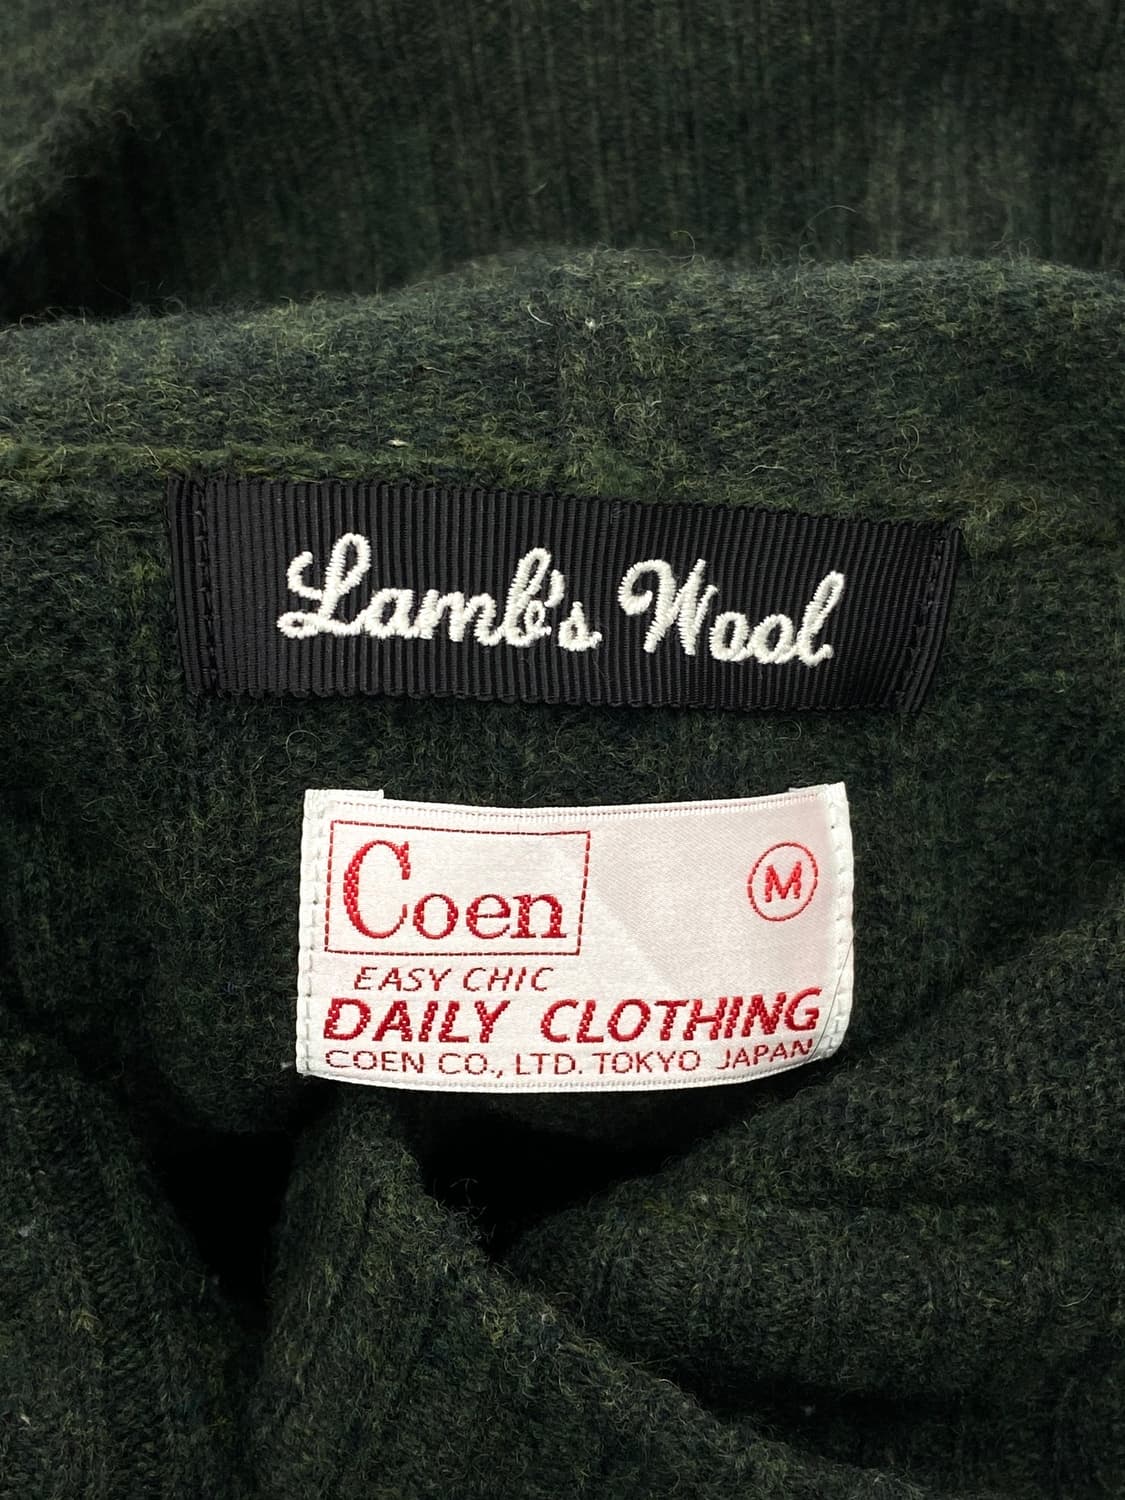 Lamb's Wool
Coen
M
EASY CHIC
DAILY CLOTHING
COEN CO., LTD. TOKYO JAPAN